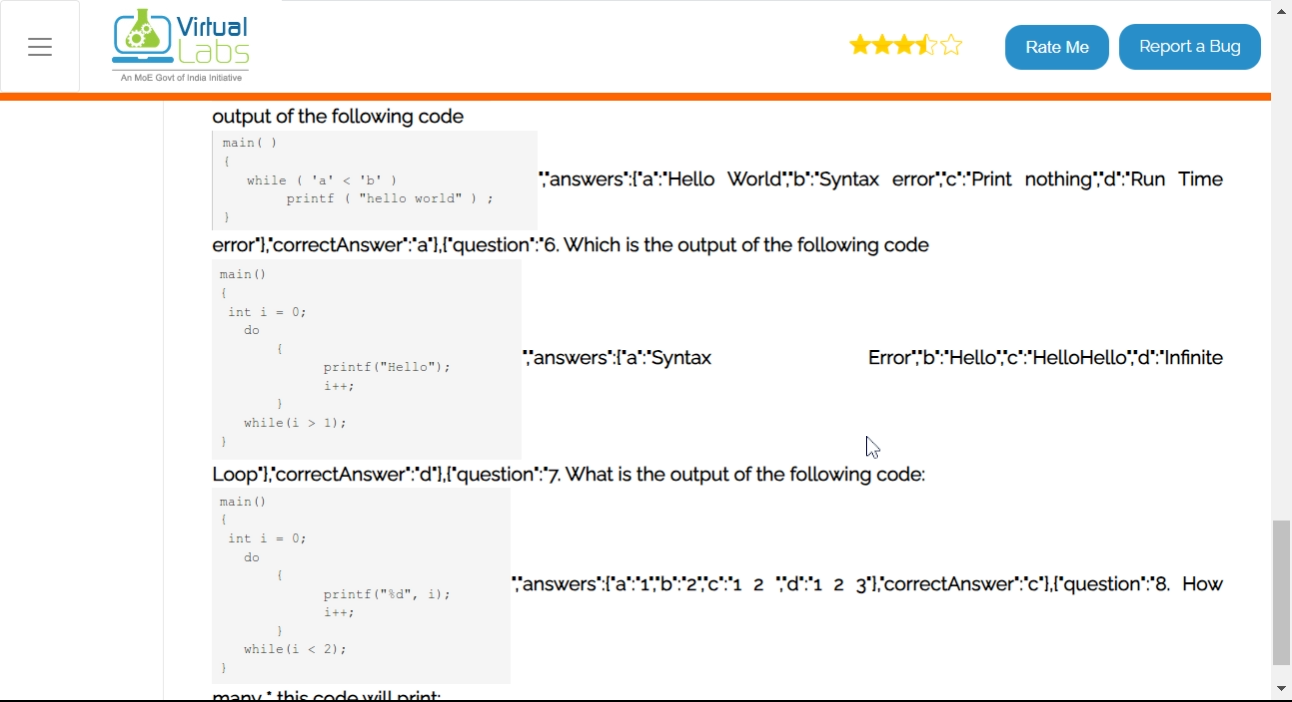 Virtual
Labs
An MoE Govt of India Initiative
Rate Me
Report a Bug
output of the following code
main( )
{
while ( 'a' < 'b' )
printf ( "hello world" ) ;
}
","answers":{"a":"Hello World","b":"Syntax error","c":"Print nothing","d":"Run Time
error"},"correctAnswer":"a"},{"question":"6. Which is the output of the following code
main()
{
int i = 0;
do
{
printf("Hello");
i++;
}
while(i > 1);
}
","answers":{"a":"Syntax Error","b":"Hello","c":"HelloHello","d":"Infinite
Loop"},"correctAnswer":"d"},{"question":"7. What is the output of the following code:
main()
{
int i = 0;
do
{
printf("%d", i);
i++;
}
while(i < 2);
}
","answers":{"a":"1","b":"2","c":"1 2 ","d":"1 2 3"},"correctAnswer":"c"},{"question":"8. How
many * this code will print: